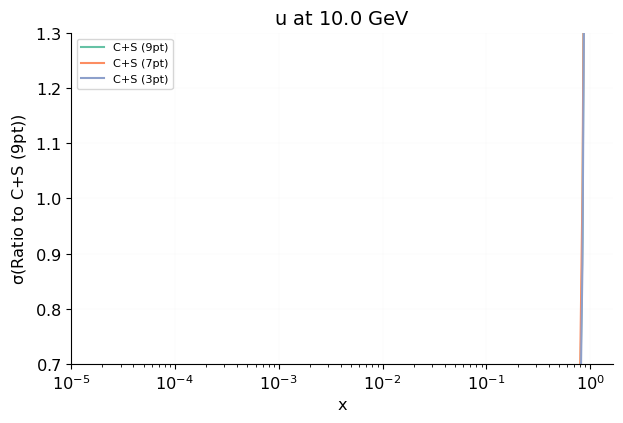 u at 10.0 GeV
σ(Ratio to C+S (9pt))
1.3
1.2
1.1
1.0
0.9
0.8
0.7
C+S (9pt)
C+S (7pt)
C+S (3pt)
10⁻⁵ 10⁻⁴ 10⁻³ 10⁻² 10⁻¹ 10⁰
x